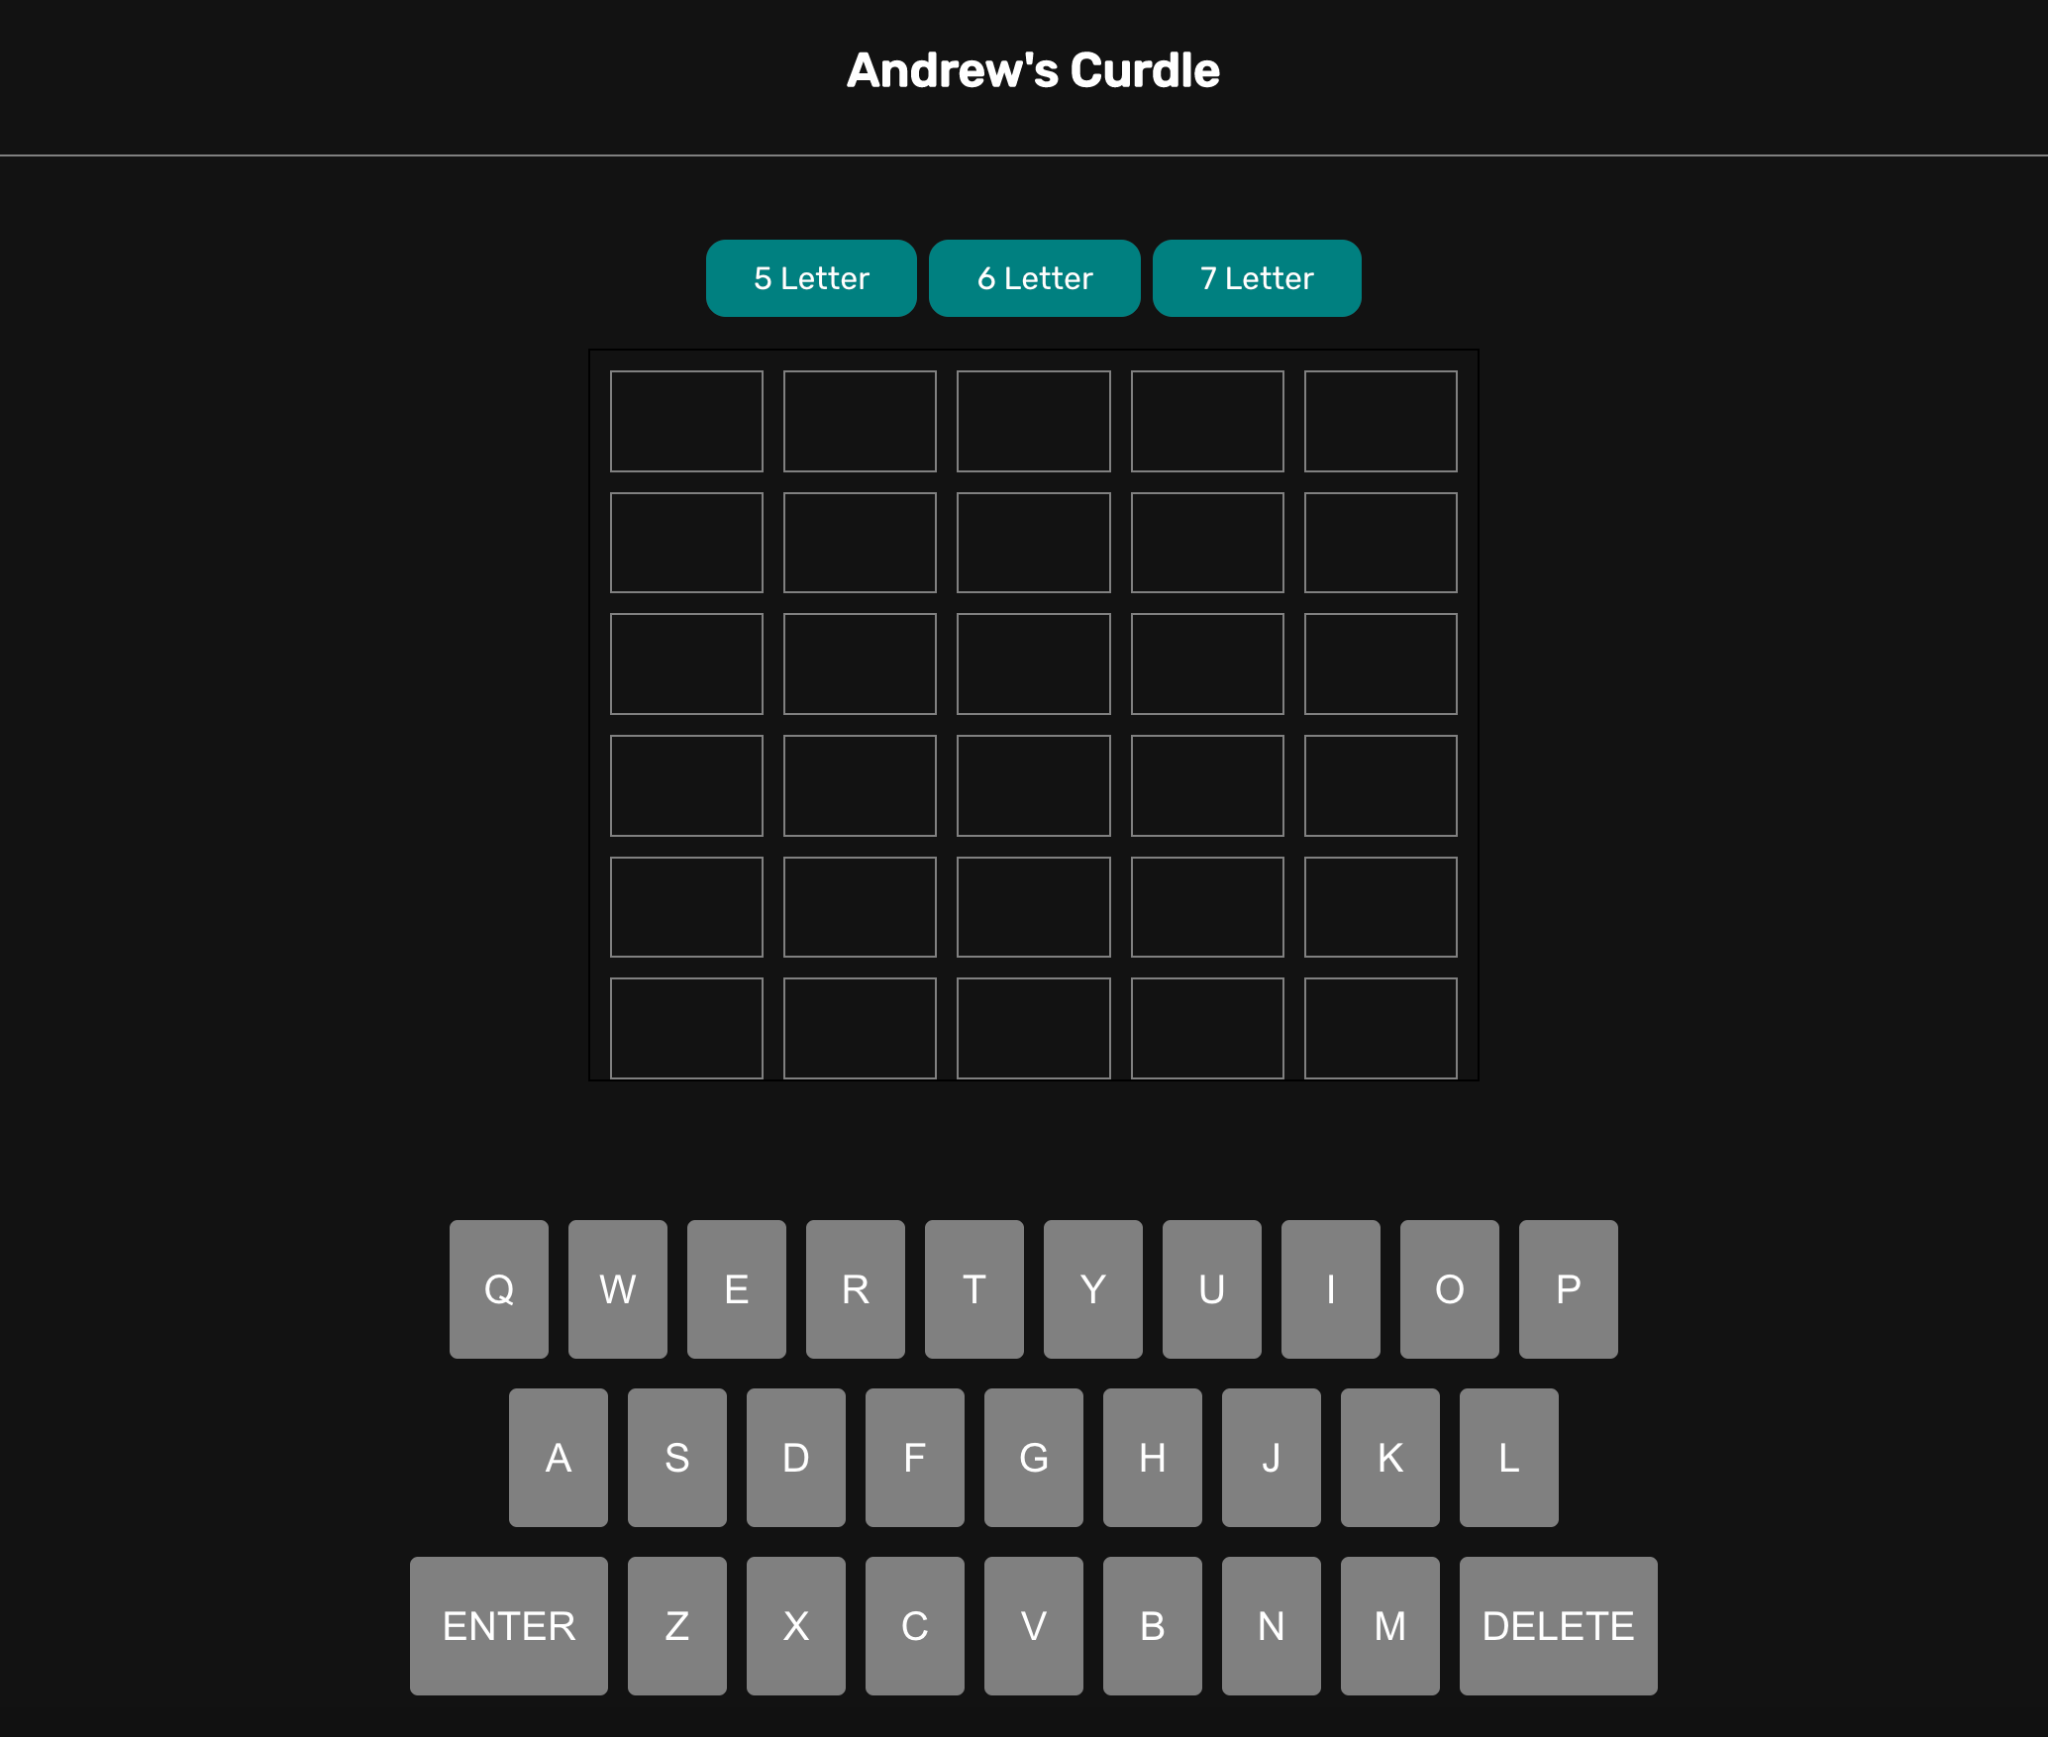 Andrew's Curdle
5 Letter 6 Letter 7 Letter
Q W E R T Y U I O P
A S D F G H J K L
ENTER Z X C V B N M DELETE